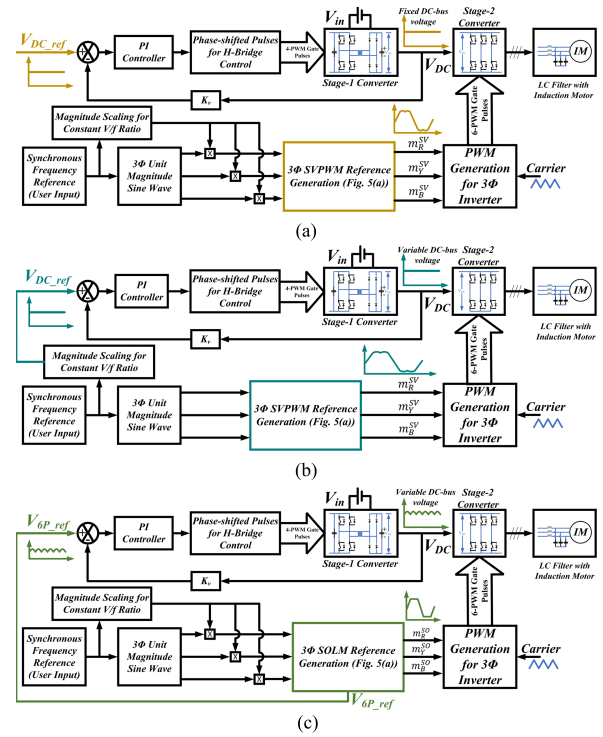 V_DC_ref
PI
Controller
Phase-shifted Pulses
for H-Bridge
Control
4-PWM Gate
Pulses
V_in
Stage-1 Converter
Fixed DC-bus
voltage
V_DC
Stage-2
Converter
IM
LC Filter with
Induction Motor
K_v
6-PWM Gate
Pulses
Magnitude Scaling for
Constant V/f Ratio
Synchronous
Frequency
Reference
(User Input)
3Φ Unit
Magnitude
Sine Wave
X
X
X
3Φ SVPWM Reference
Generation (Fig. 5(a))
m_R^SV
m_Y^SV
m_B^SV
PWM
Generation
for 3Φ
Inverter
Carrier
(a)
V_DC_ref
PI
Controller
Phase-shifted Pulses
for H-Bridge
Control
4-PWM Gate
Pulses
V_in
Stage-1 Converter
Variable DC-bus
voltage
V_DC
Stage-2
Converter
IM
LC Filter with
Induction Motor
K_v
6-PWM Gate
Pulses
Magnitude Scaling for
Constant V/f Ratio
Synchronous
Frequency
Reference
(User Input)
3Φ Unit
Magnitude
Sine Wave
3Φ SVPWM Reference
Generation (Fig. 5(a))
m_R^SV
m_Y^SV
m_B^SV
PWM
Generation
for 3Φ
Inverter
Carrier
(b)
V_6P_ref
PI
Controller
Phase-shifted Pulses
for H-Bridge
Control
4-PWM Gate
Pulses
V_in
Stage-1 Converter
Variable DC-bus
voltage
V_DC
Stage-2
Converter
IM
LC Filter with
Induction Motor
K_v
6-PWM Gate
Pulses
Magnitude Scaling for
Constant V/f Ratio
Synchronous
Frequency
Reference
(User Input)
3Φ Unit
Magnitude
Sine Wave
X
X
X
3Φ SOLM Reference
Generation (Fig. 5(a))
m_R^SO
m_Y^SO
m_B^SO
PWM
Generation
for 3Φ
Inverter
Carrier
V_6P_ref
(c)